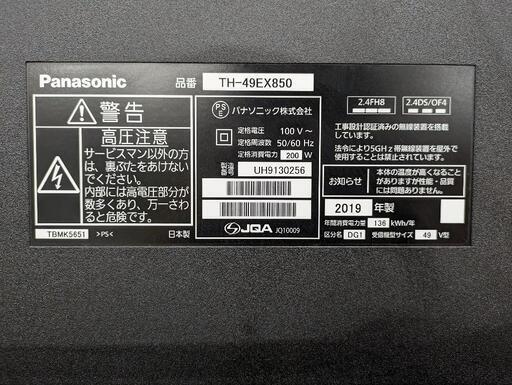 Panasonic
品番 TH-49EX850
警告
高圧注意
サービスマン以外の方
は、裏ぶたをあけない
でください。
内部には高電圧部分が
数多くあり、万一さわ
ると危険です。
TBMK5651 >PS< 日本製
PSE パナソニック株式会社
定格電圧 100 V~
定格周波数 50/60 Hz
定格消費電力 200 W
製造番号 UH9130256
JQA JQ10009
2.4FH8 2.4DS/OF4
工事設計認証済みの無線装置を搭載
しています。
法令により5GHz帯無線装置を屋外で
使用することは禁止されています。
お知らせ
本体の温度が高くなること
がありますが性能・品質
には問題ありません。
2019 年製
年間消費電力量 136 kWh/年
区分名 DG1 受信機型サイズ 49 V型